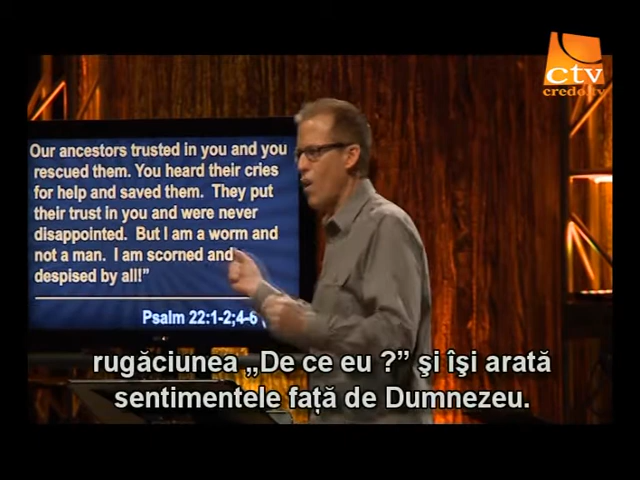 ctv
credo.tv
Our ancestors trusted in you and you
rescued them. You heard their cries
for help and saved them. They put
their trust in you and were never
disappointed. But I am a worm and
not a man. I am scorned and
despised by all!”
Psalm 22:1-2;4-6
rugăciunea „De ce eu ?” şi îşi arată
sentimentele faţă de Dumnezeu.